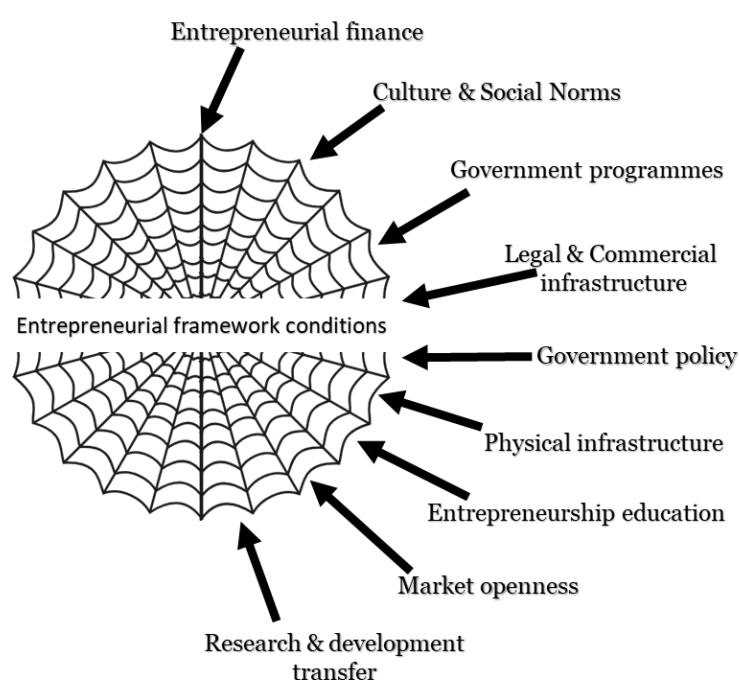 Entrepreneurial finance
Culture & Social Norms
Government programmes
Legal & Commercial
infrastructure
Entrepreneurial framework conditions
Government policy
Physical infrastructure
Entrepreneurship education
Market openness
Research & development
transfer